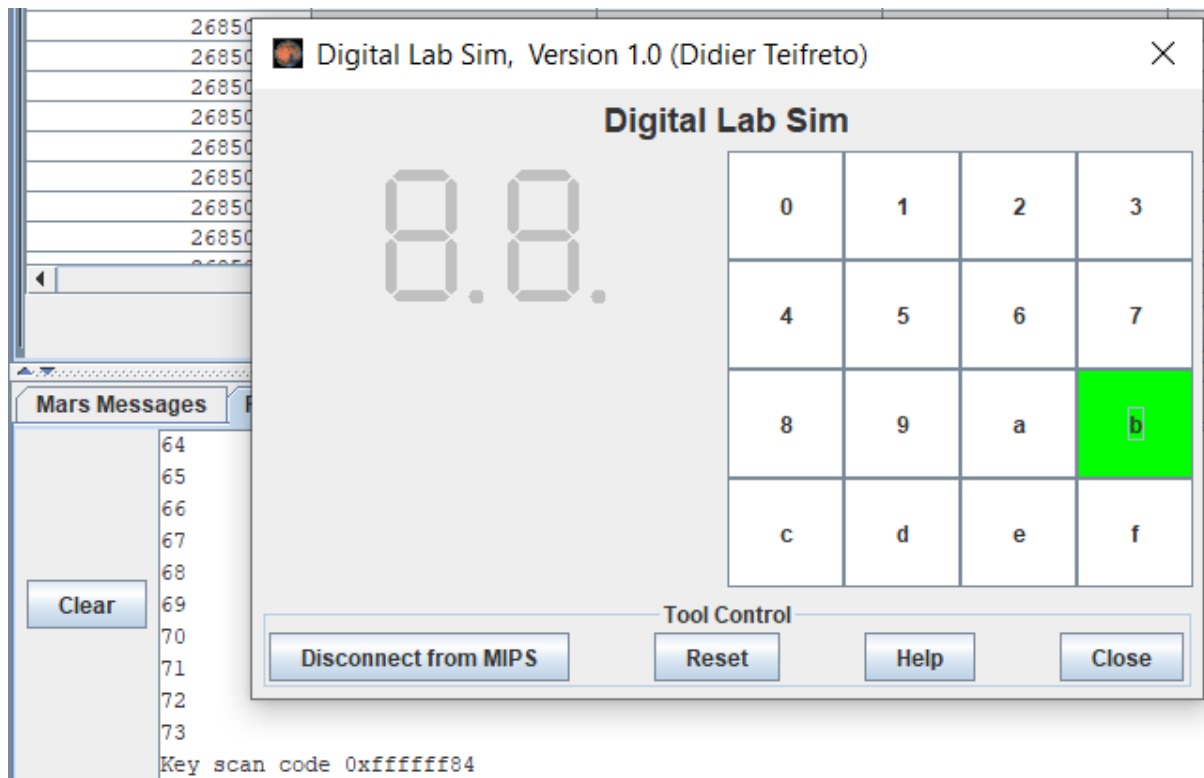 26850
26850
26850
26850
26850
26850
26850
26850
Digital Lab Sim, Version 1.0 (Didier Teifreto)
Digital Lab Sim
8.8.
0 1 2 3
4 5 6 7
8 9 a b
c d e f
Tool Control
Disconnect from MIPS Reset Help Close
Mars Messages
Clear
64
65
66
67
68
69
70
71
72
73
Key scan code 0xffffff84